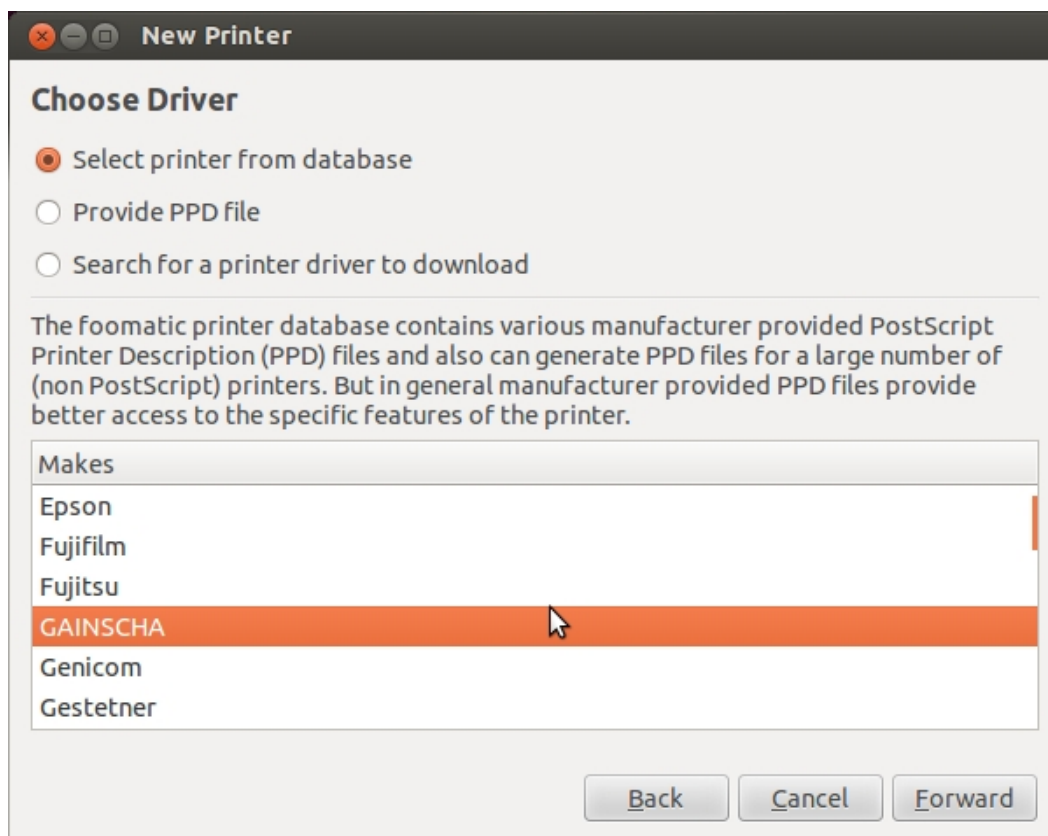 New Printer
Choose Driver
Select printer from database
Provide PPD file
Search for a printer driver to download
The foomatic printer database contains various manufacturer provided PostScript
Printer Description (PPD) files and also can generate PPD files for a large number of
(non PostScript) printers. But in general manufacturer provided PPD files provide
better access to the specific features of the printer.
Makes
Epson
Fujifilm
Fujitsu
GAINSCHA
Genicom
Gestetner
Back Cancel Forward